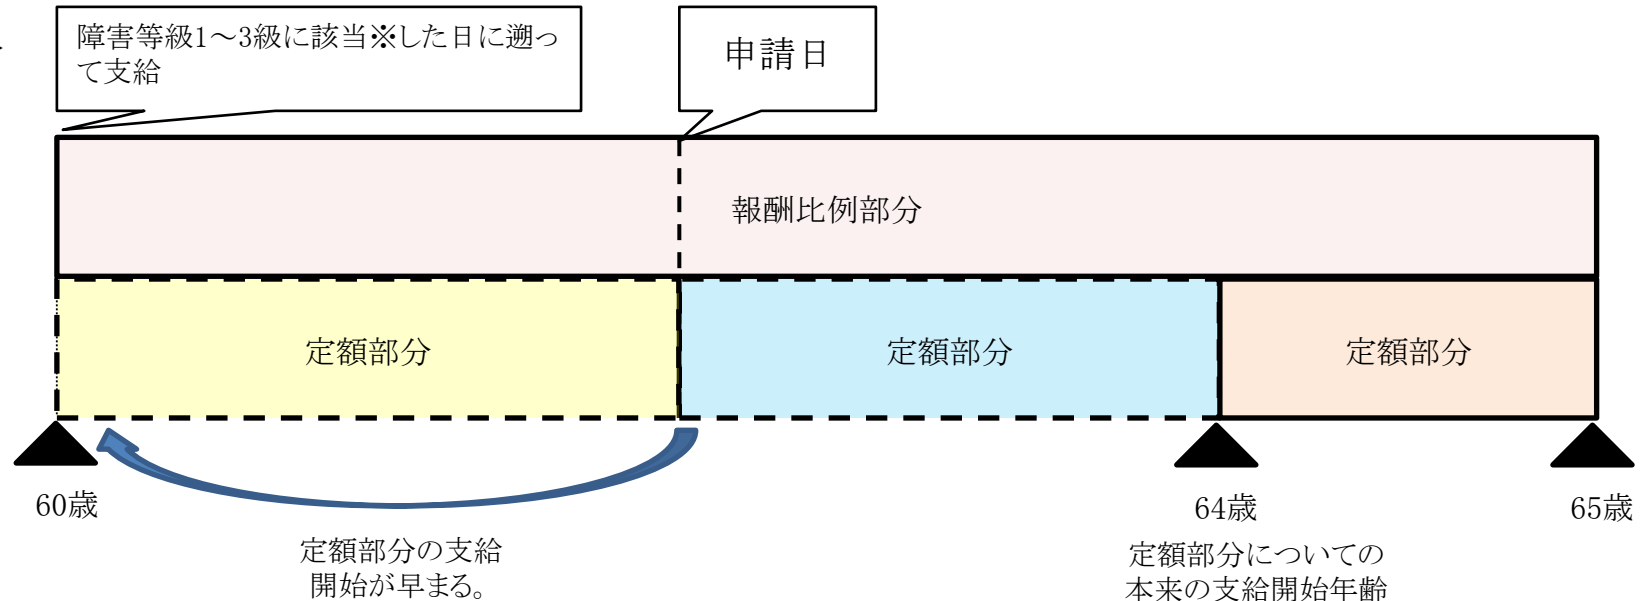 障害等級1～3級に該当※した日に遡っ
て支給
申請日
報酬比例部分
定額部分
定額部分
定額部分
60歳
64歳
65歳
定額部分の支給
開始が早まる。
定額部分についての
本来の支給開始年齢